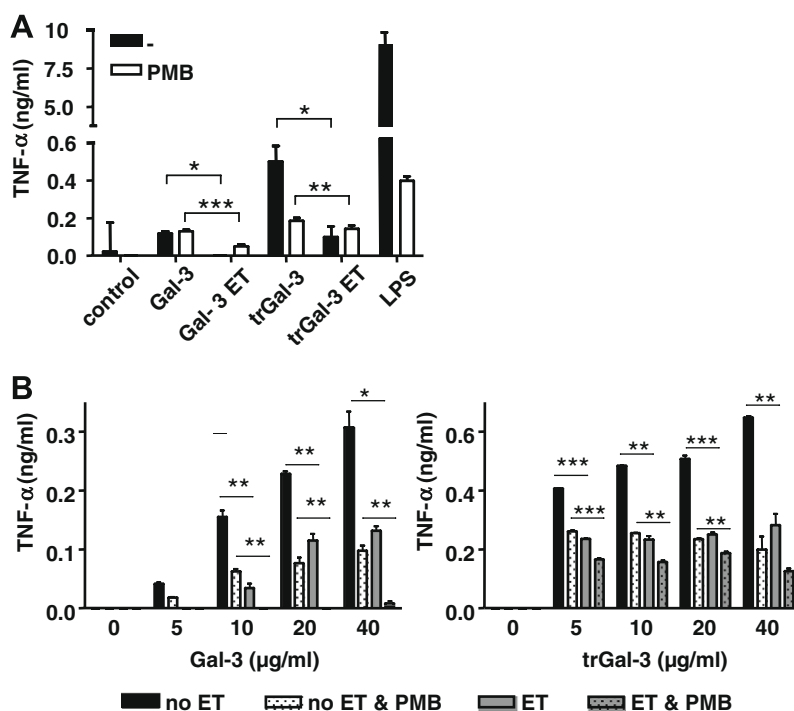 A
10
7.5
5.0
0.6
0.4
0.2
0.0
TNF-α (ng/ml)
-
PMB
*
***
*
**
control
Gal-3
Gal- 3 ET
trGal-3
trGal-3 ET
LPS
B
TNF-α (ng/ml)
0.3
0.1
0.0
**
**
**
**
*
**
0 5 10 20 40
Gal-3 (µg/ml)
TNF-α (ng/ml)
0.6
0.4
0.2
0.0
***
***
**
**
***
**
**
0 5 10 20 40
trGal-3 (µg/ml)
no ET no ET & PMB ET ET & PMB